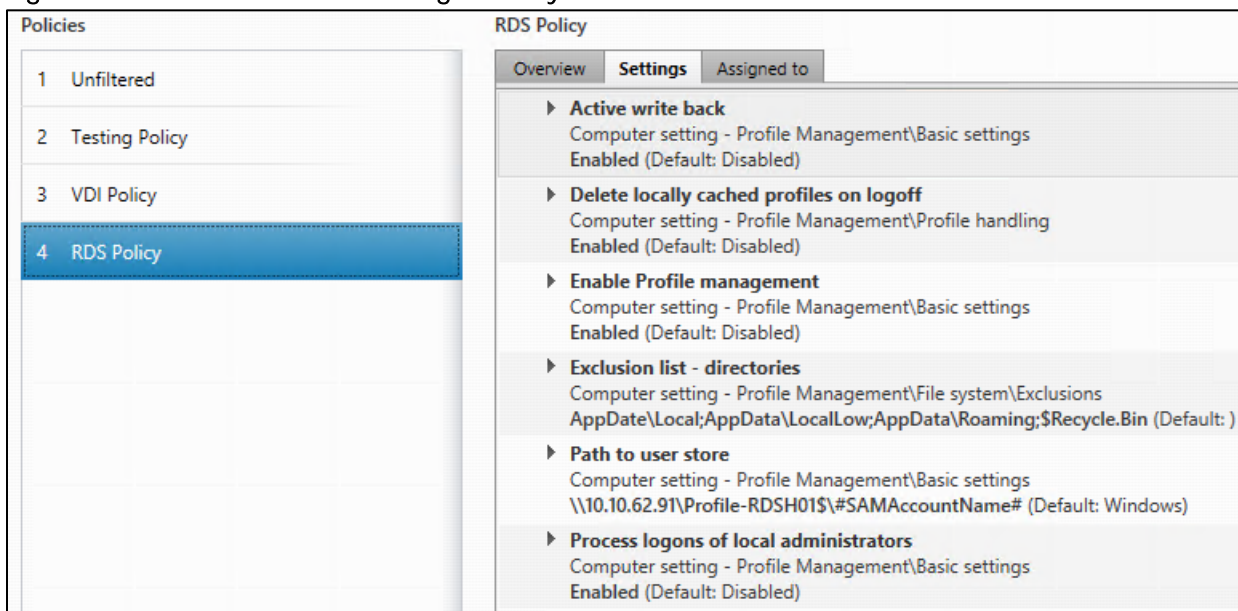 Policies
1 Unfiltered
2 Testing Policy
3 VDI Policy
4 RDS Policy
RDS Policy
Overview Settings Assigned to
Active write back
Computer setting - Profile Management\Basic settings
Enabled (Default: Disabled)
Delete locally cached profiles on logoff
Computer setting - Profile Management\Profile handling
Enabled (Default: Disabled)
Enable Profile management
Computer setting - Profile Management\Basic settings
Enabled (Default: Disabled)
Exclusion list - directories
Computer setting - Profile Management\File system\Exclusions
AppDate\Local;AppData\LocalLow;AppData\Roaming;$Recycle.Bin (Default: )
Path to user store
Computer setting - Profile Management\Basic settings
\\10.10.62.91\Profile-RDSH01$\#SAMAccountName# (Default: Windows)
Process logons of local administrators
Computer setting - Profile Management\Basic settings
Enabled (Default: Disabled)